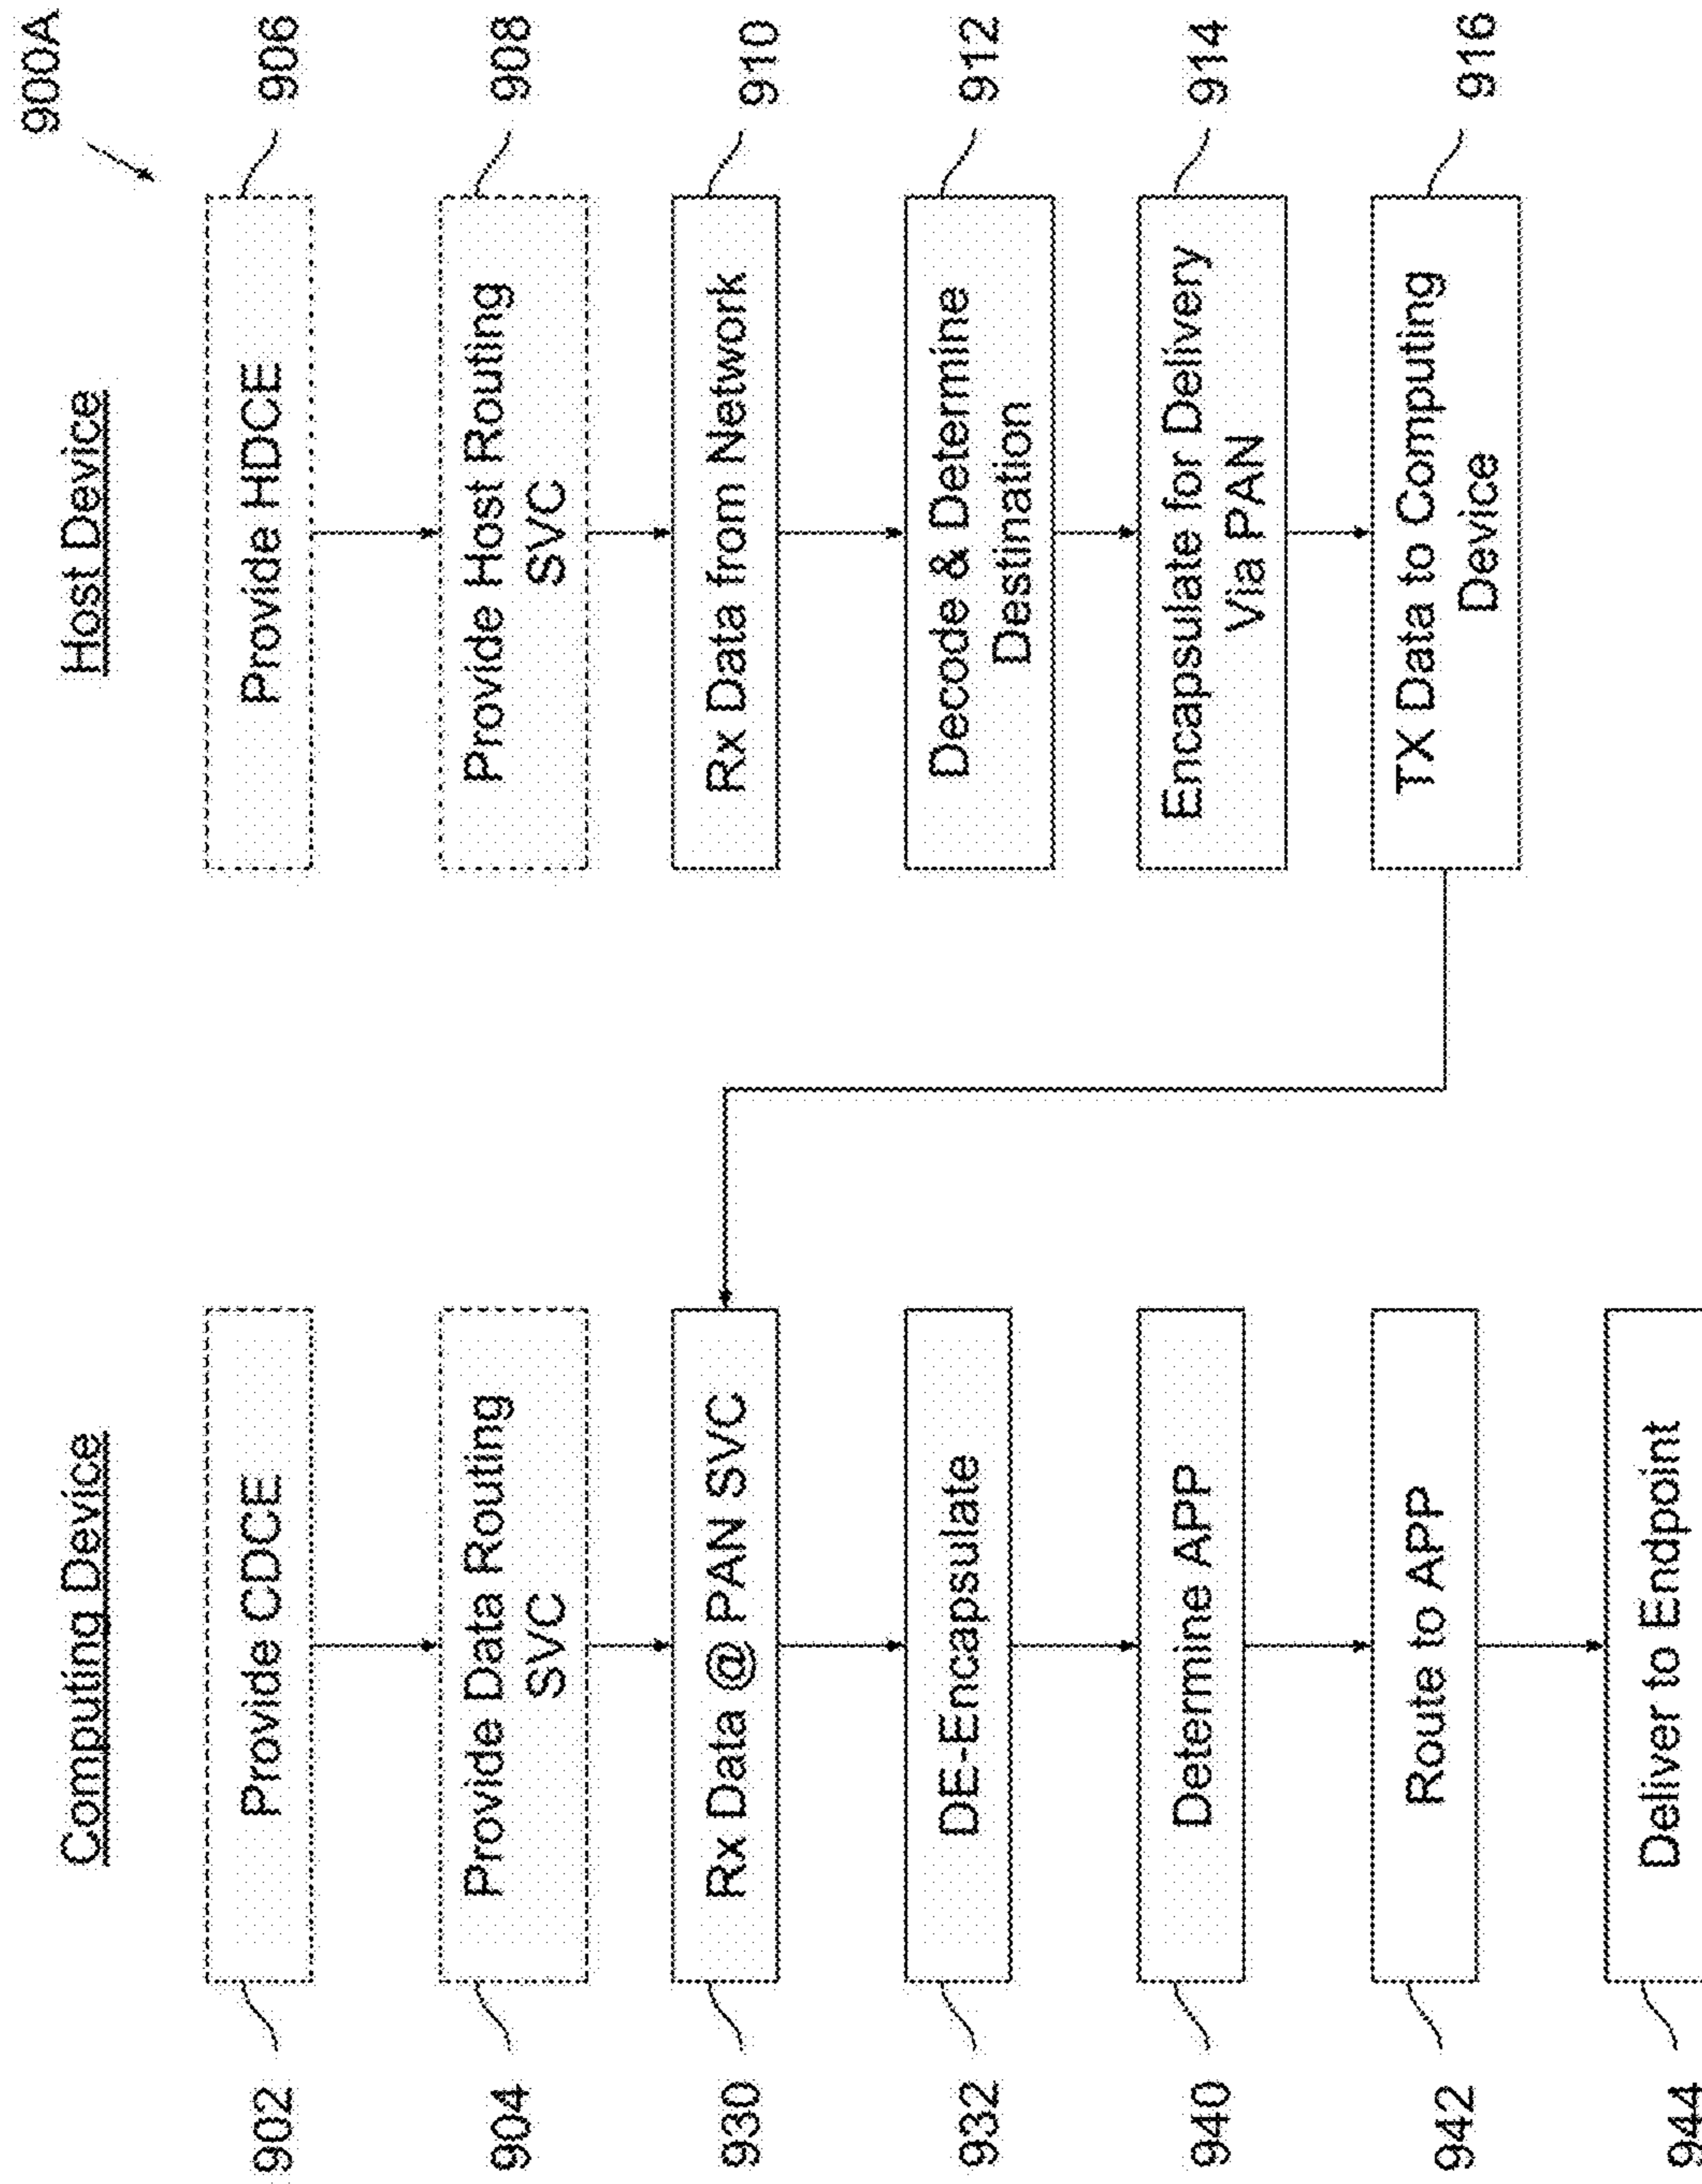 900A
Computing Device
Host Device
902
Provide CDCE
Provide HDCE
906
904
Provide Data Routing
SVC
Provide Host Routing
SVC
908
930
Rx Data @ PAN SVC
Rx Data from Network
910
932
DE-Encapsulate
Decode & Determine
Destination
912
940
Determine APP
Encapsulate for Delivery
Via PAN
914
942
Route to APP
TX Data to Computing
Device
916
944
Deliver to Endpoint